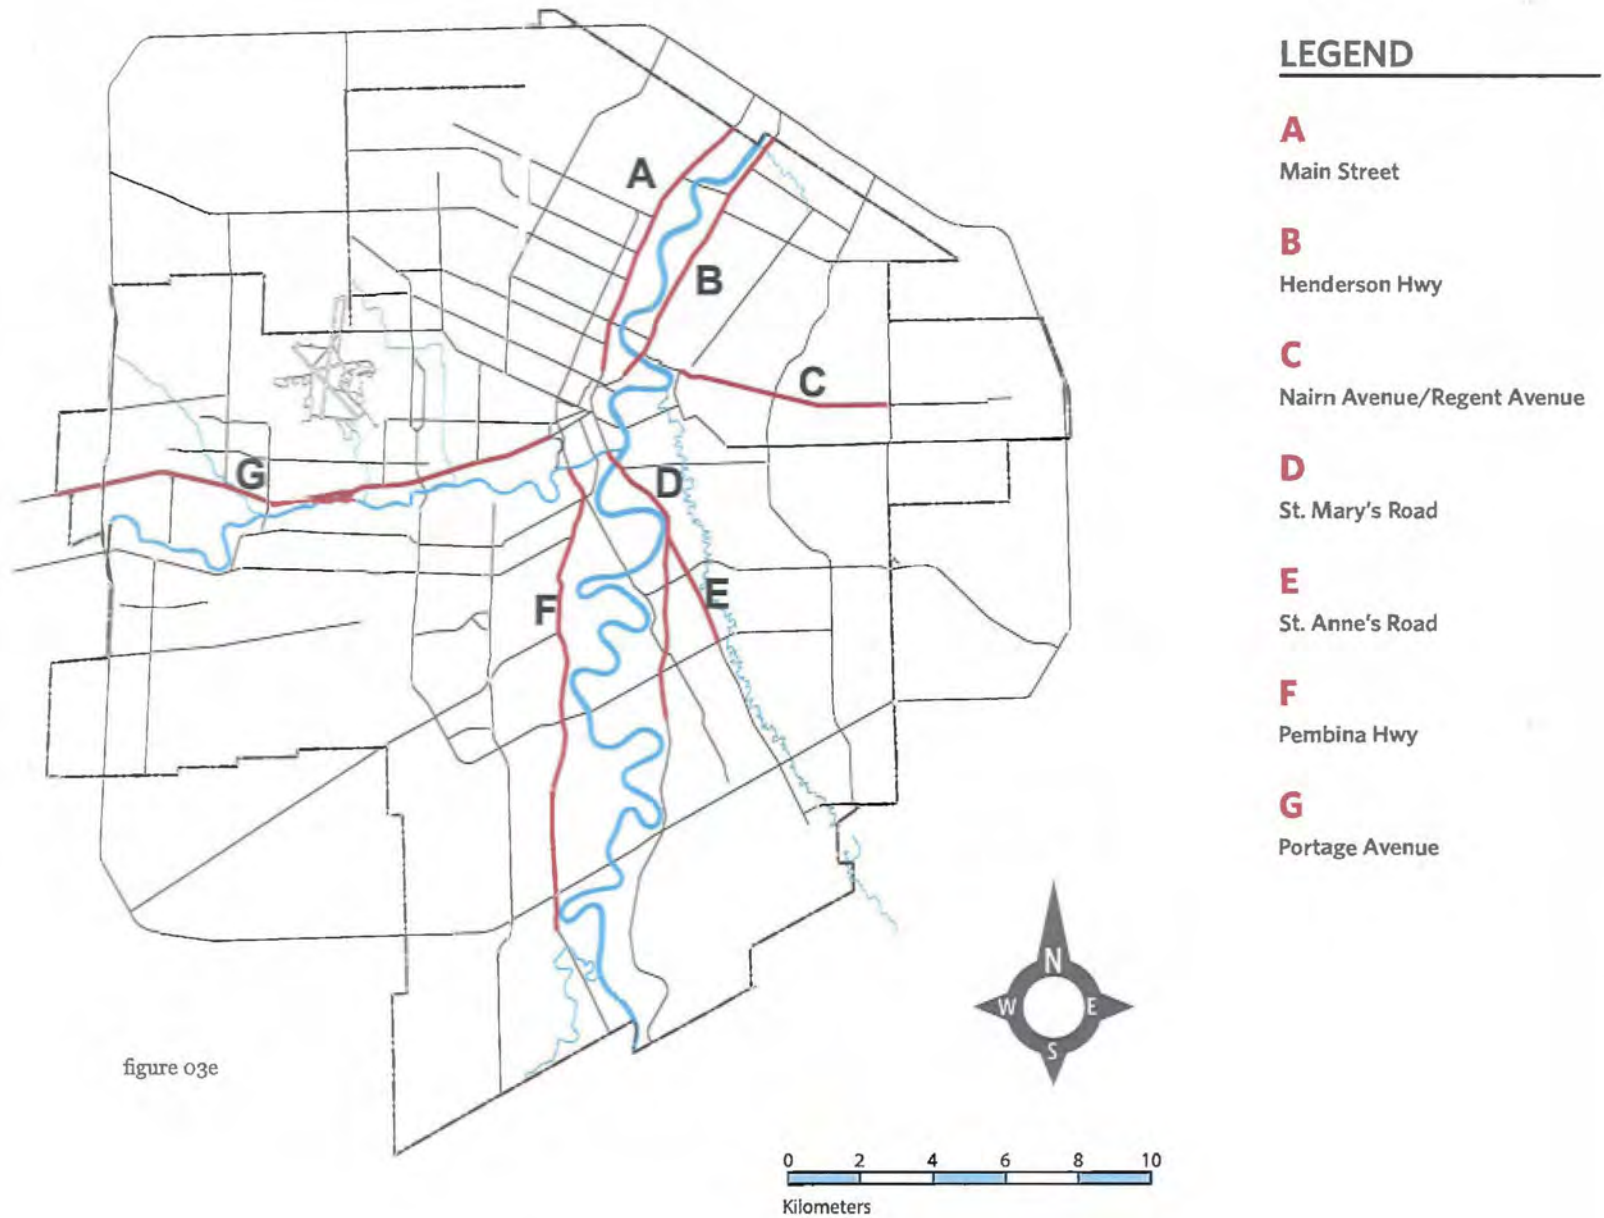 LEGEND
A
Main Street
B
Henderson Hwy
C
Nairn Avenue/Regent Avenue
D
St. Mary's Road
E
St. Anne's Road
F
Pembina Hwy
G
Portage Avenue
A
B
C
G
D
E
F
N
W E
S
figure 03e
0 2 4 6 8 10
Kilometers